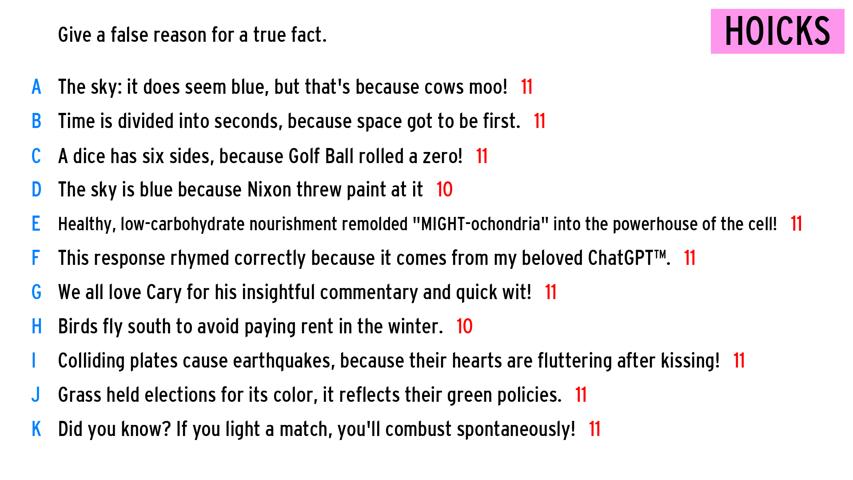 Give a false reason for a true fact.
HOICKS
A The sky: it does seem blue, but that's because cows moo! 11
B Time is divided into seconds, because space got to be first. 11
C A dice has six sides, because Golf Ball rolled a zero! 11
D The sky is blue because Nixon threw paint at it 10
E Healthy, low-carbohydrate nourishment remolded "MIGHT-ochondria" into the powerhouse of the cell! 11
F This response rhymed correctly because it comes from my beloved ChatGPT™. 11
G We all love Cary for his insightful commentary and quick wit! 11
H Birds fly south to avoid paying rent in the winter. 10
I Colliding plates cause earthquakes, because their hearts are fluttering after kissing! 11
J Grass held elections for its color, it reflects their green policies. 11
K Did you know? If you light a match, you'll combust spontaneously! 11